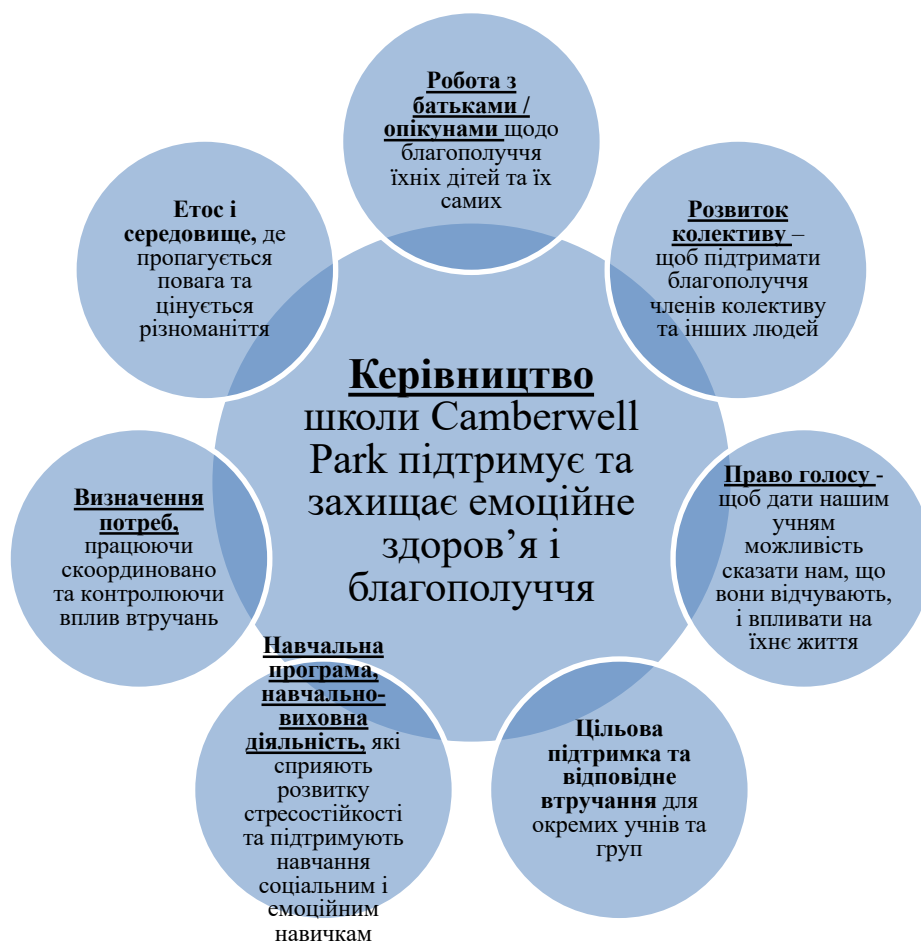 Робота з
батьками /
опікунами щодо
благополуччя
їхніх дітей та їх
самих
Розвиток
колективу –
щоб підтримати
благополуччя
членів колективу
та інших людей
Право голосу -
щоб дати нашим
учням
можливість
сказати нам, що
вони відчувають,
і впливати на
їхнє життя
Цільова
підтримка та
відповідне
втручання для
окремих учнів та
груп
Навчальна
програма,
навчально-
виховна
діяльність, які
сприяють
розвитку
стресостійкості
та підтримують
навчання
соціальним і
емоційним
навичкам
Визначення
потреб,
працюючи
скоординовано
та контролюючи
вплив втручань
Етос і
середовище, де
пропагується
повага та
цінується
різноманіття
Керівництво
школи Camberwell
Park підтримує та
захищає емоційне
здоров’я і
благополуччя